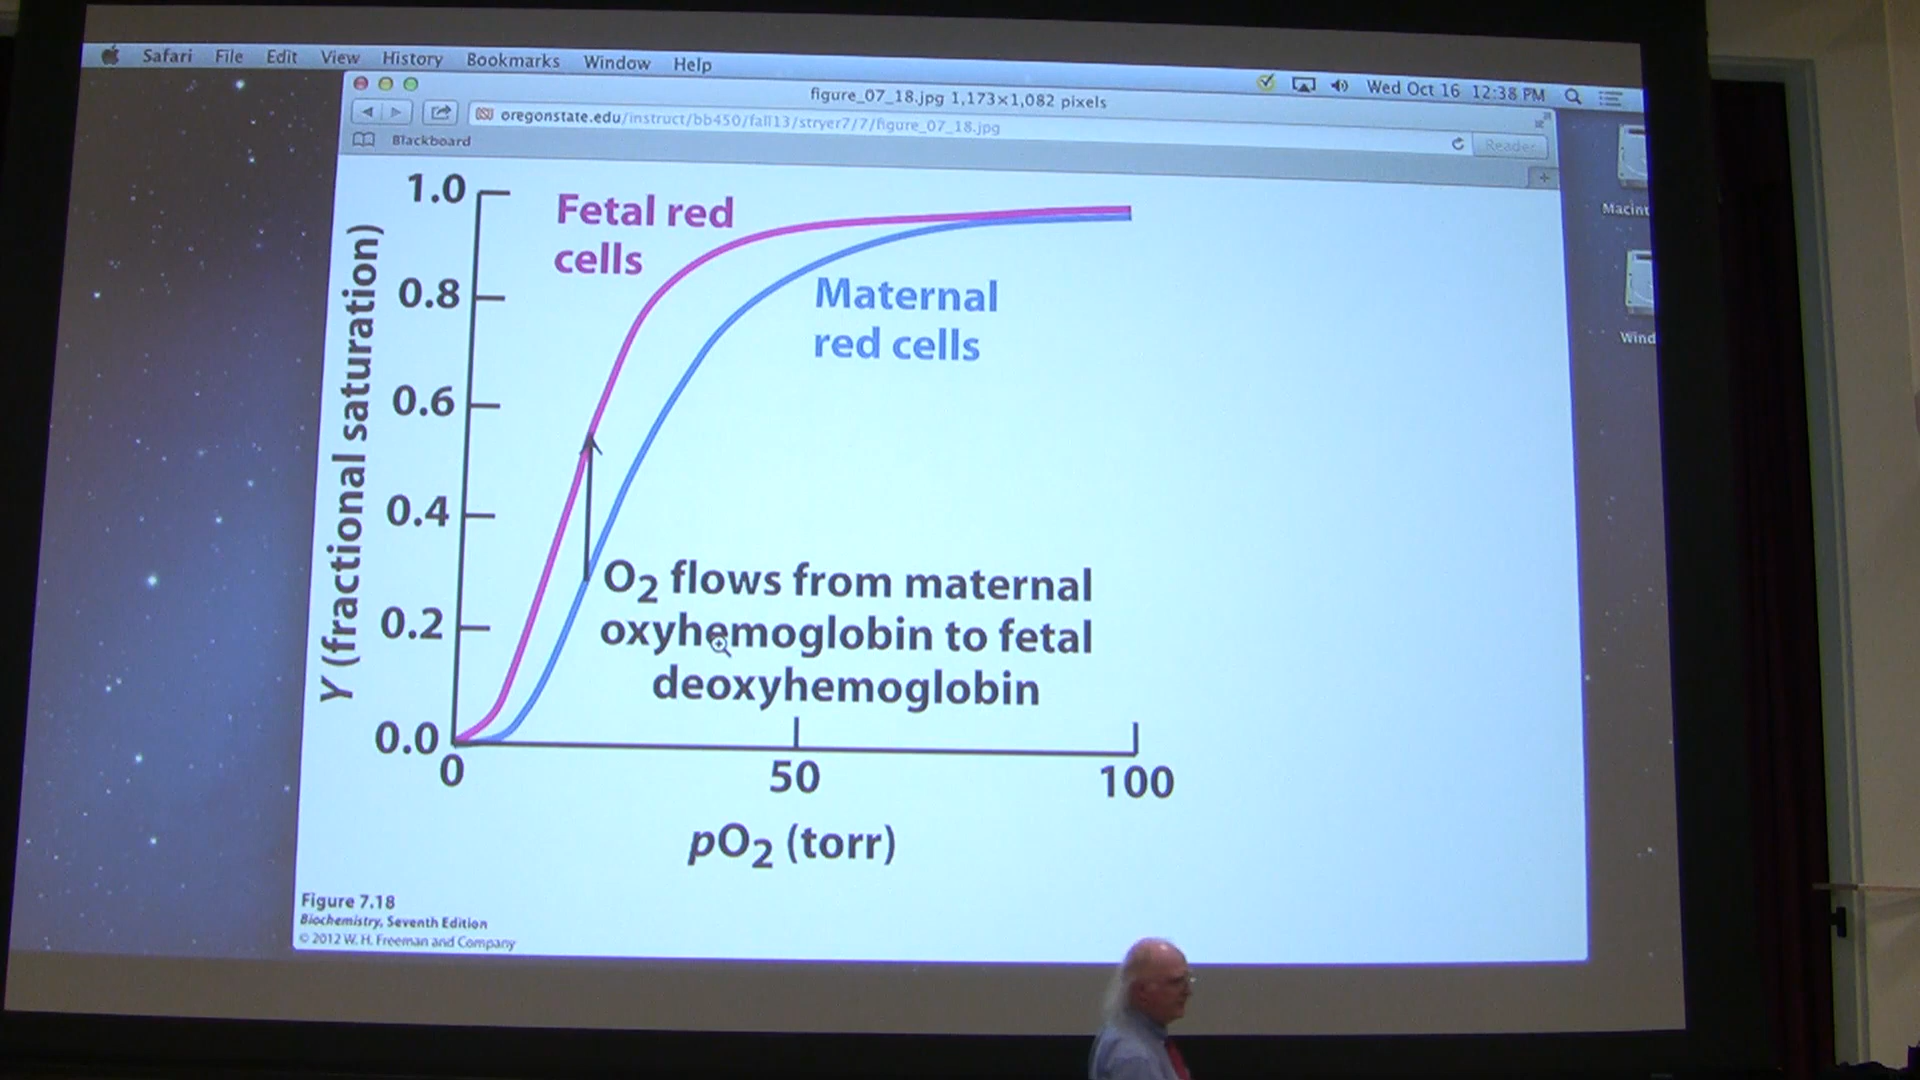 Safari File Edit View History Bookmarks Window Help
Wed Oct 16 12:38 PM
figure_07_18.jpg 1,173×1,082 pixels
oregonstate.edu/instruct/bb450/fall13/stryer7/7/figure_07_18.jpg
Reader
Blackboard
Macint
Wind
Fetal red
cells
Maternal
red cells
O2 flows from maternal
oxyhemoglobin to fetal
deoxyhemoglobin
Y (fractional saturation)
1.0
0.8
0.6
0.4
0.2
0.0
0 50 100
pO2 (torr)
Figure 7.18
Biochemistry, Seventh Edition
© 2012 W. H. Freeman and Company